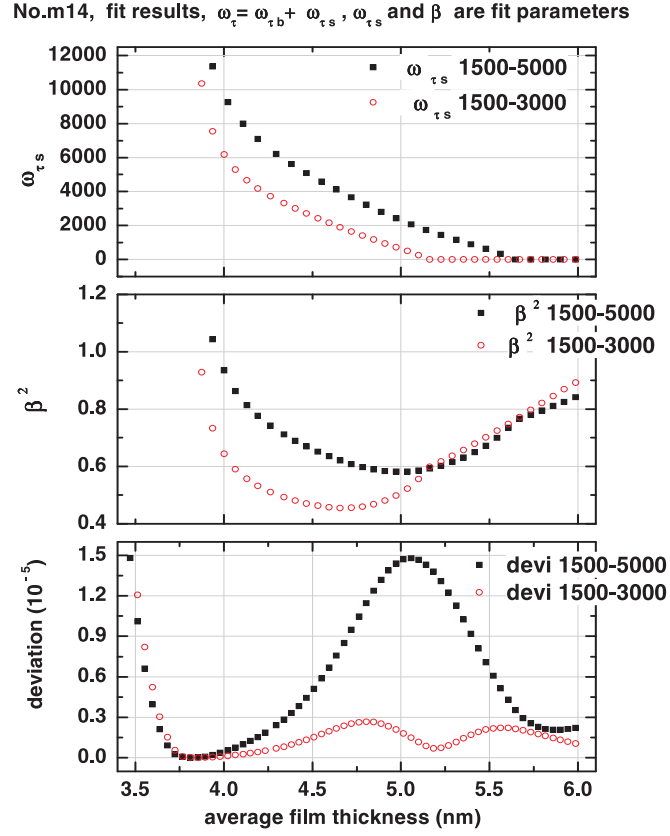 No.m14, fit results, ω_τ= ω_τb+ ω_τs, ω_τs and β are fit parameters
12000
10000
8000
6000
4000
2000
0
ω_τs
ω_τs 1500-5000
ω_τs 1500-3000
1.2
1.0
0.8
0.6
0.4
β²
β² 1500-5000
β² 1500-3000
1.5
1.2
0.9
0.6
0.3
0.0
deviation (10⁻⁵)
devi 1500-5000
devi 1500-3000
3.5 4.0 4.5 5.0 5.5 6.0
average film thickness (nm)